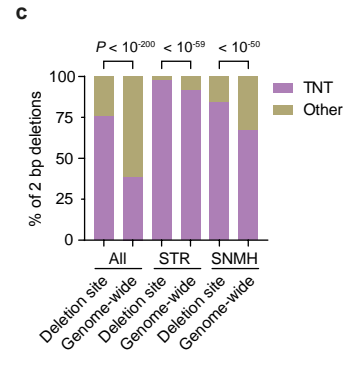 c
P < 10-200 < 10-59 < 10-50
100
75
50
25
0
% of 2 bp deletions
TNT
Other
All STR SNMH
Deletion site
Genome-wide
Deletion site
Genome-wide
Deletion site
Genome-wide